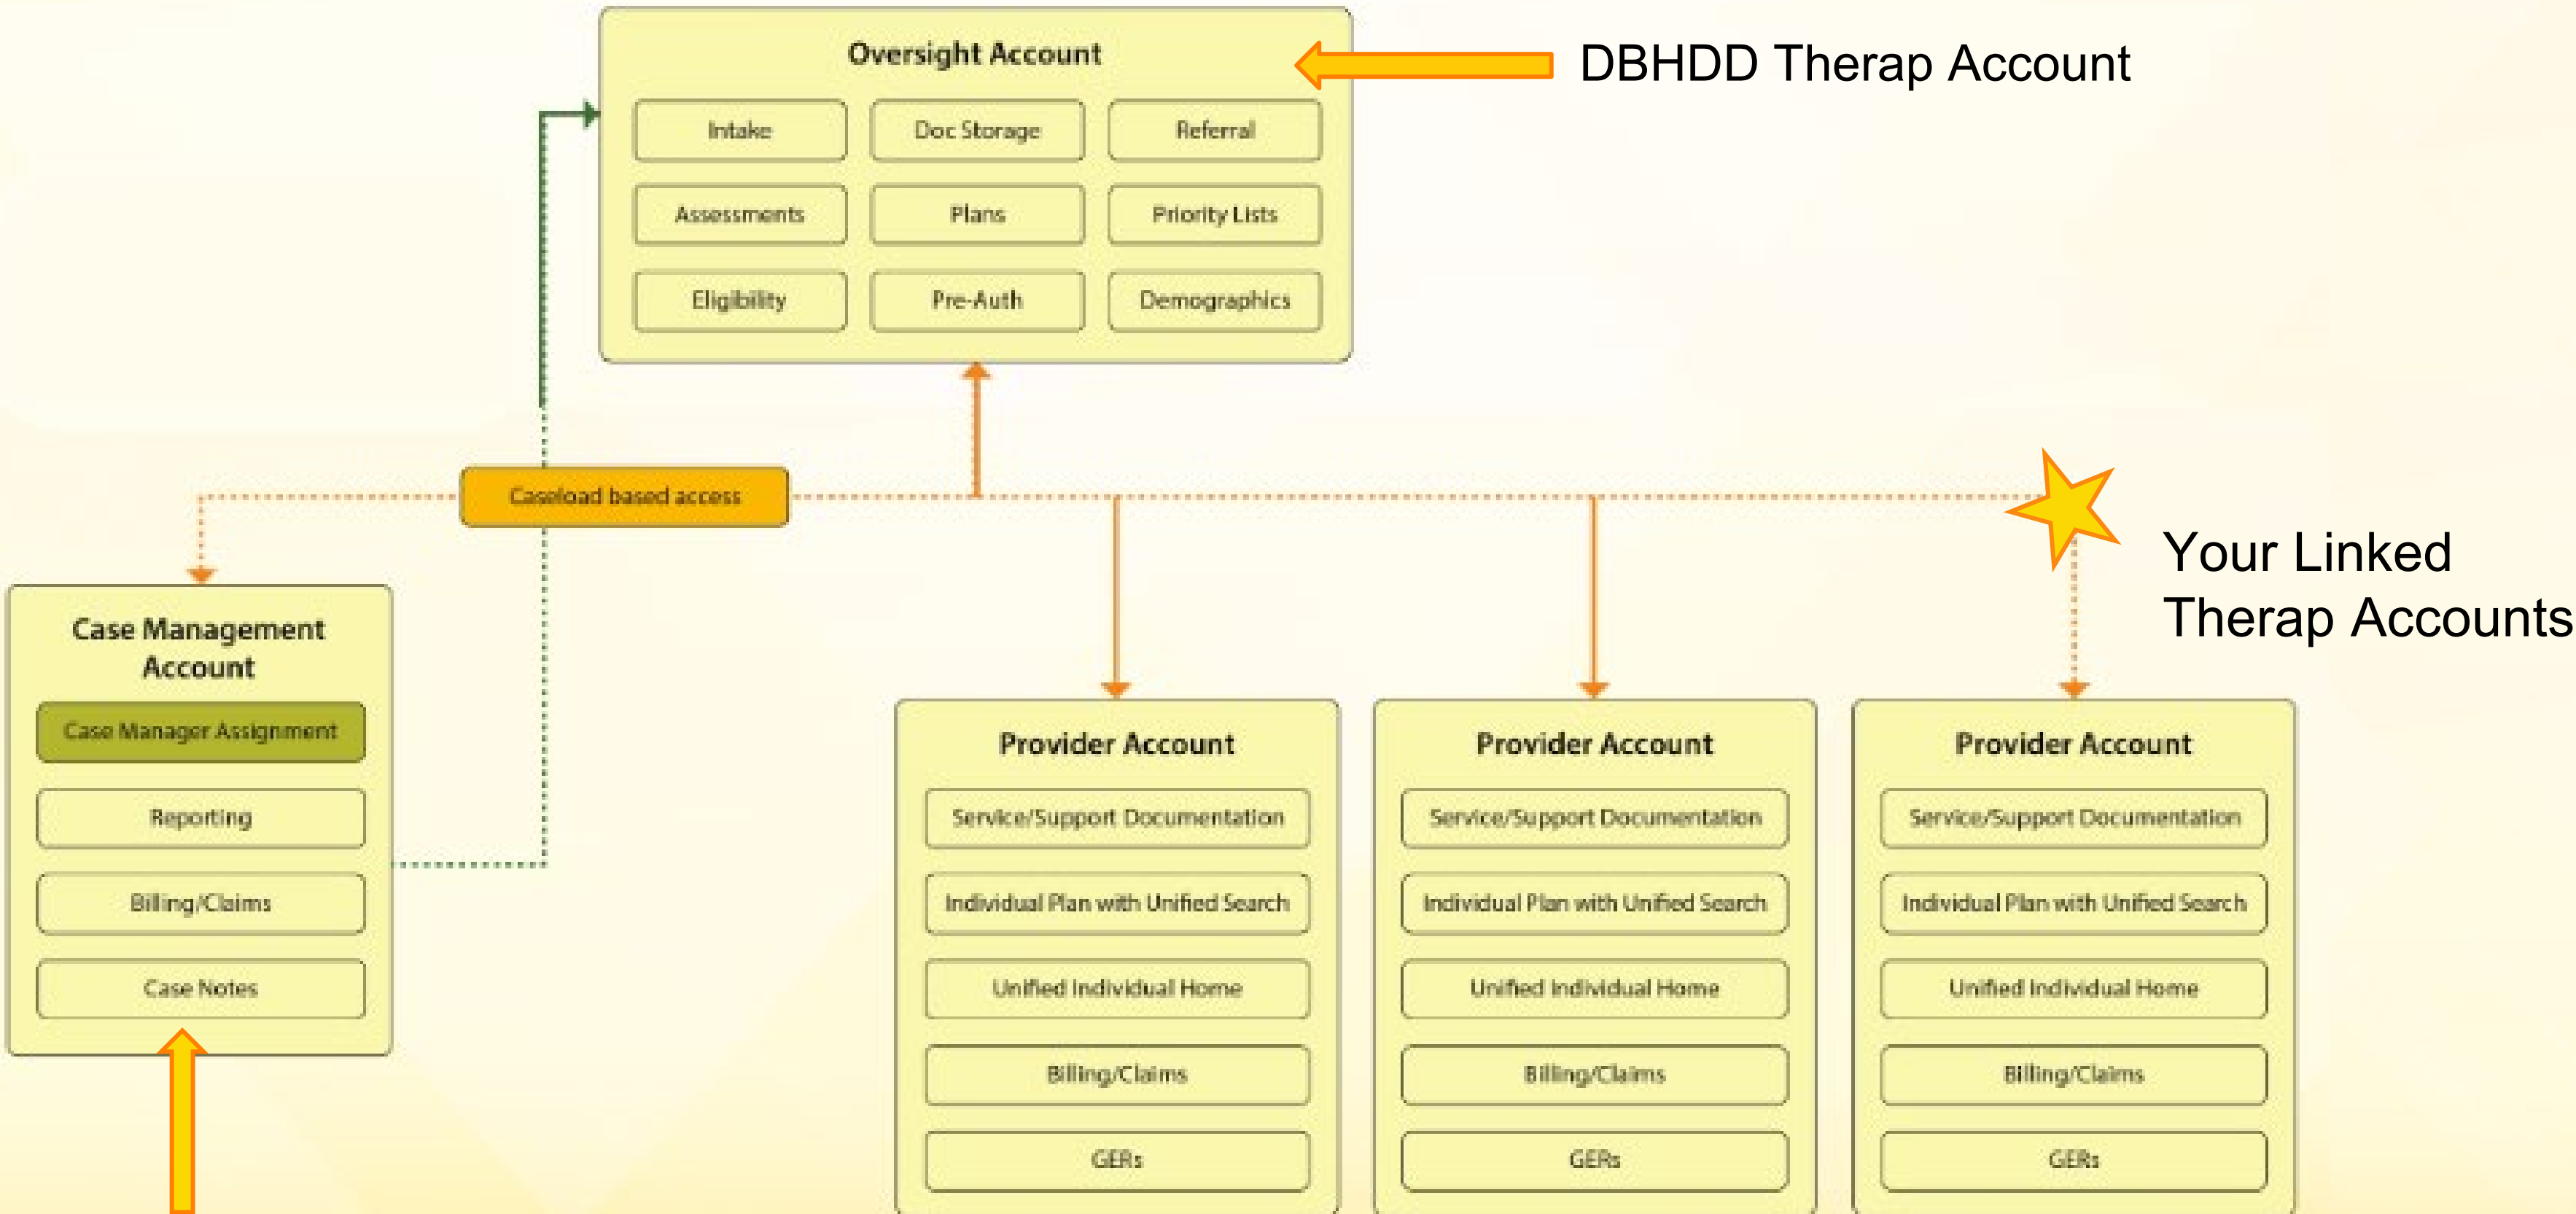 Oversight Account
DBHDD Therap Account
Intake
Doc Storage
Referral
Assessments
Plans
Priority Lists
Eligibility
Pre-Auth
Demographics
Caseload based access
Your Linked
Therap Accounts
Case Management
Account
Case Manager Assignment
Reporting
Billing/Claims
Case Notes
Provider Account
Service/Support Documentation
Individual Plan with Unified Search
Unified Individual Home
Billing/Claims
GERs
Provider Account
Service/Support Documentation
Individual Plan with Unified Search
Unified Individual Home
Billing/Claims
GERs
Provider Account
Service/Support Documentation
Individual Plan with Unified Search
Unified Individual Home
Billing/Claims
GERs